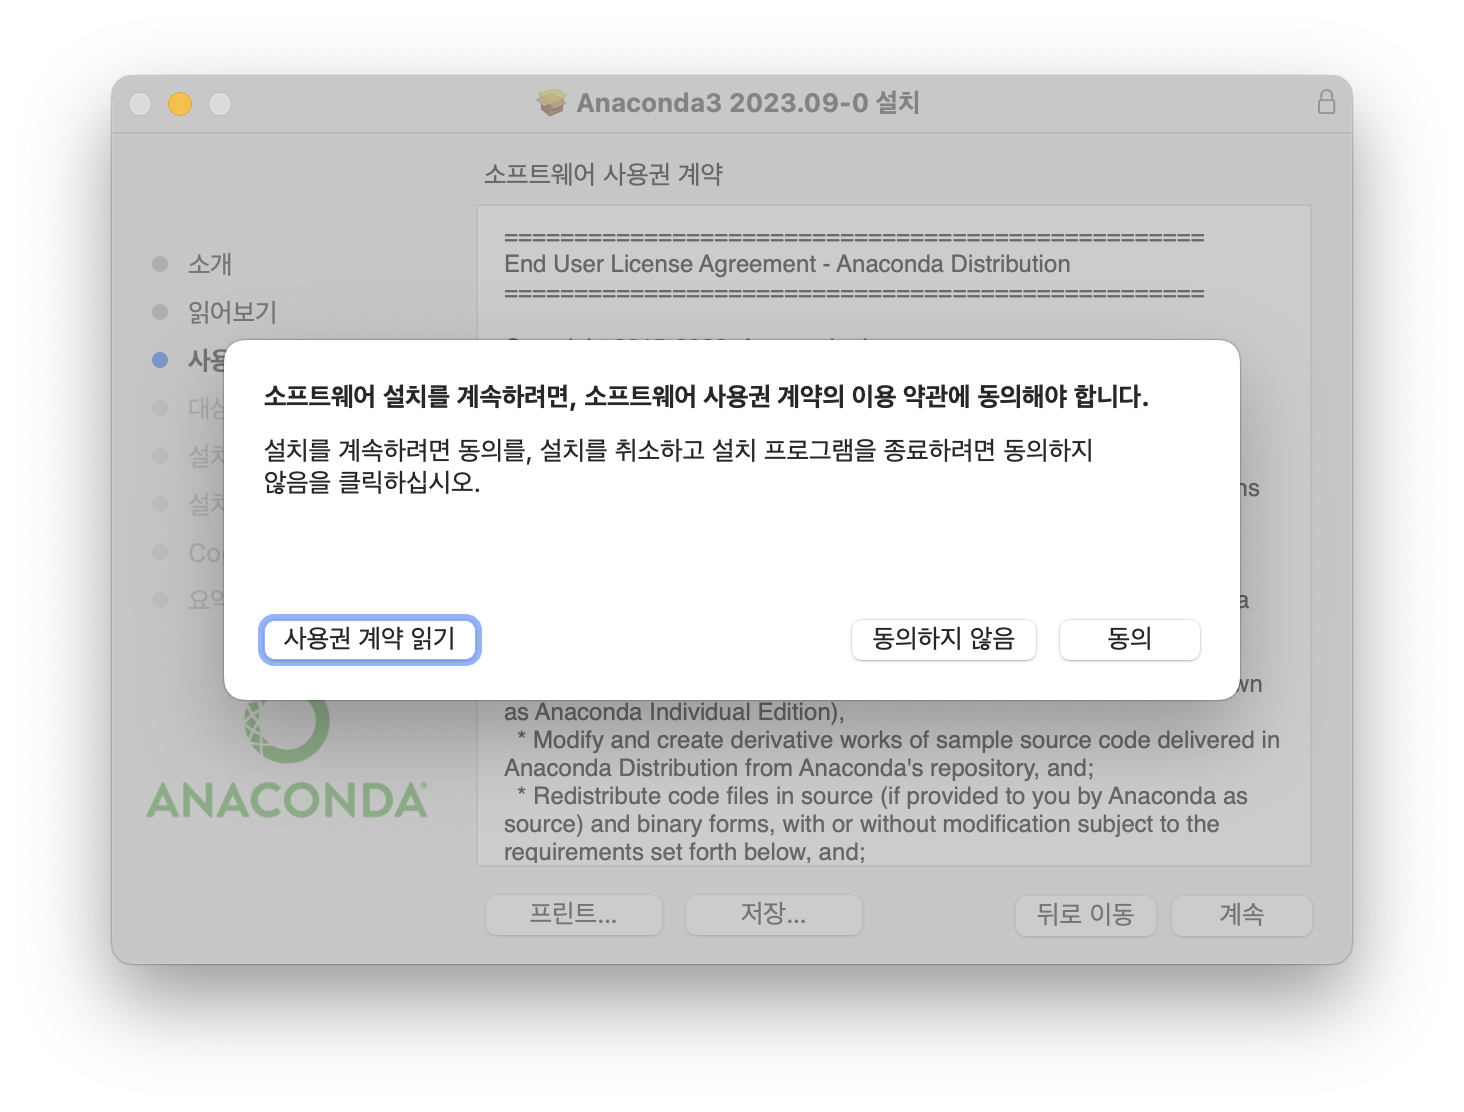 Anaconda3 2023.09-0 설치
소프트웨어 사용권 계약
소개
읽어보기
==================================================
End User License Agreement - Anaconda Distribution
==================================================
소프트웨어 설치를 계속하려면, 소프트웨어 사용권 계약의 이용 약관에 동의해야 합니다.
설치를 계속하려면 동의를, 설치를 취소하고 설치 프로그램을 종료하려면 동의하지
않음을 클릭하십시오.
사용권 계약 읽기
동의하지 않음
동의
ANACONDA
as Anaconda Individual Edition),
* Modify and create derivative works of sample source code delivered in
Anaconda Distribution from Anaconda's repository, and;
* Redistribute code files in source (if provided to you by Anaconda as
source) and binary forms, with or without modification subject to the
requirements set forth below, and;
프린트...
저장...
뒤로 이동
계속